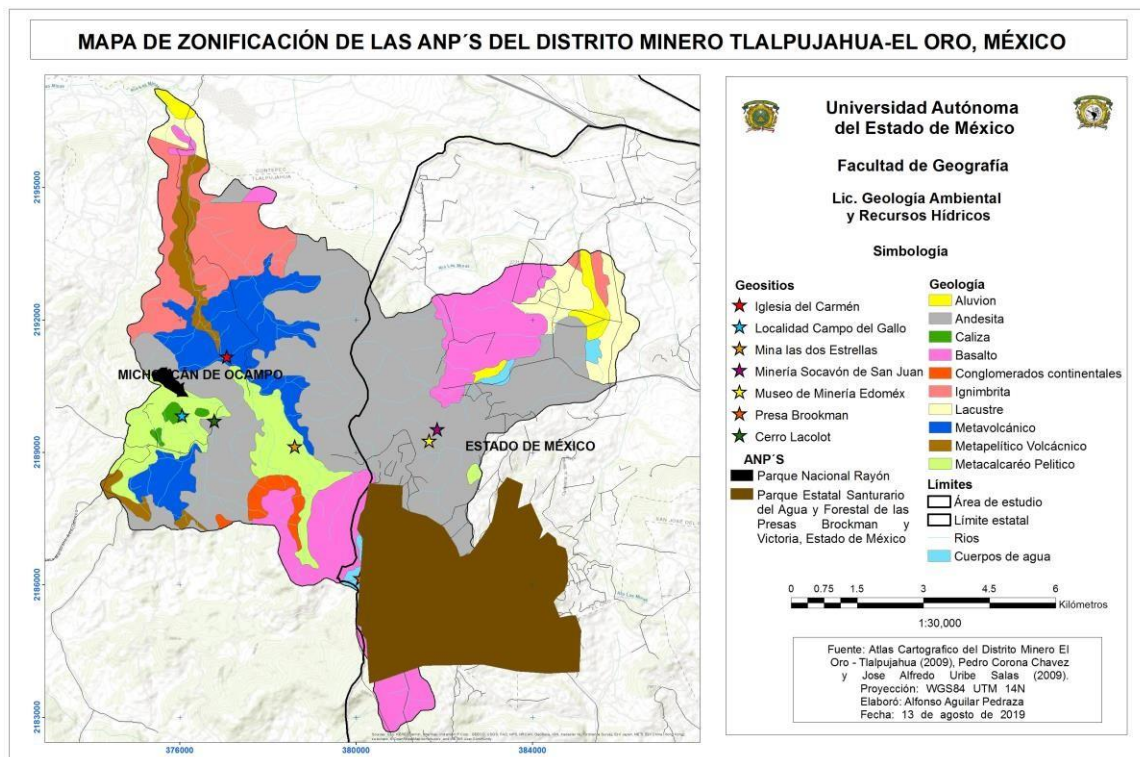 MAPA DE ZONIFICACIÓN DE LAS ANP´S DEL DISTRITO MINERO TLALPUJAHUA-EL ORO, MÉXICO
2195000
2192000
2189000
2186000
2183000
376000
380000
384000
CONTEPEC
TLALPUJAHUA
MICHOACÁN DE OCAMPO
ESTADO DE MÉXICO
Universidad Autónoma
del Estado de México
Facultad de Geografía
Lic. Geología Ambiental
y Recursos Hídricos
Simbología
Geositios
Iglesia del Carmén
Localidad Campo del Gallo
Mina las dos Estrellas
Minería Socavón de San Juan
Museo de Minería Edoméx
Presa Brookman
Cerro Lacolot
ANP´S
Parque Nacional Rayón
Parque Estatal Santurario
del Agua y Forestal de las
Presas Brockman y
Victoria, Estado de México
Geología
Aluvion
Andesita
Caliza
Basalto
Conglomerados continentales
Ignimbrita
Lacustre
Metavolcánico
Metapelítico Volcácnico
Metacalcaréo Pelitico
Límites
Área de estudio
Límite estatal
Rios
Cuerpos de agua
0 0.75 1.5 3 4.5 6
Kilómetros
1:30,000
Fuente: Atlas Cartografico del Distrito Minero El
Oro - Tlalpujahua (2009), Pedro Corona Chavez
y Jose Alfredo Uribe Salas (2009).
Proyección: WGS84 UTM 14N
Elaboró: Alfonso Aguilar Pedraza
Fecha: 13 de agosto de 2019